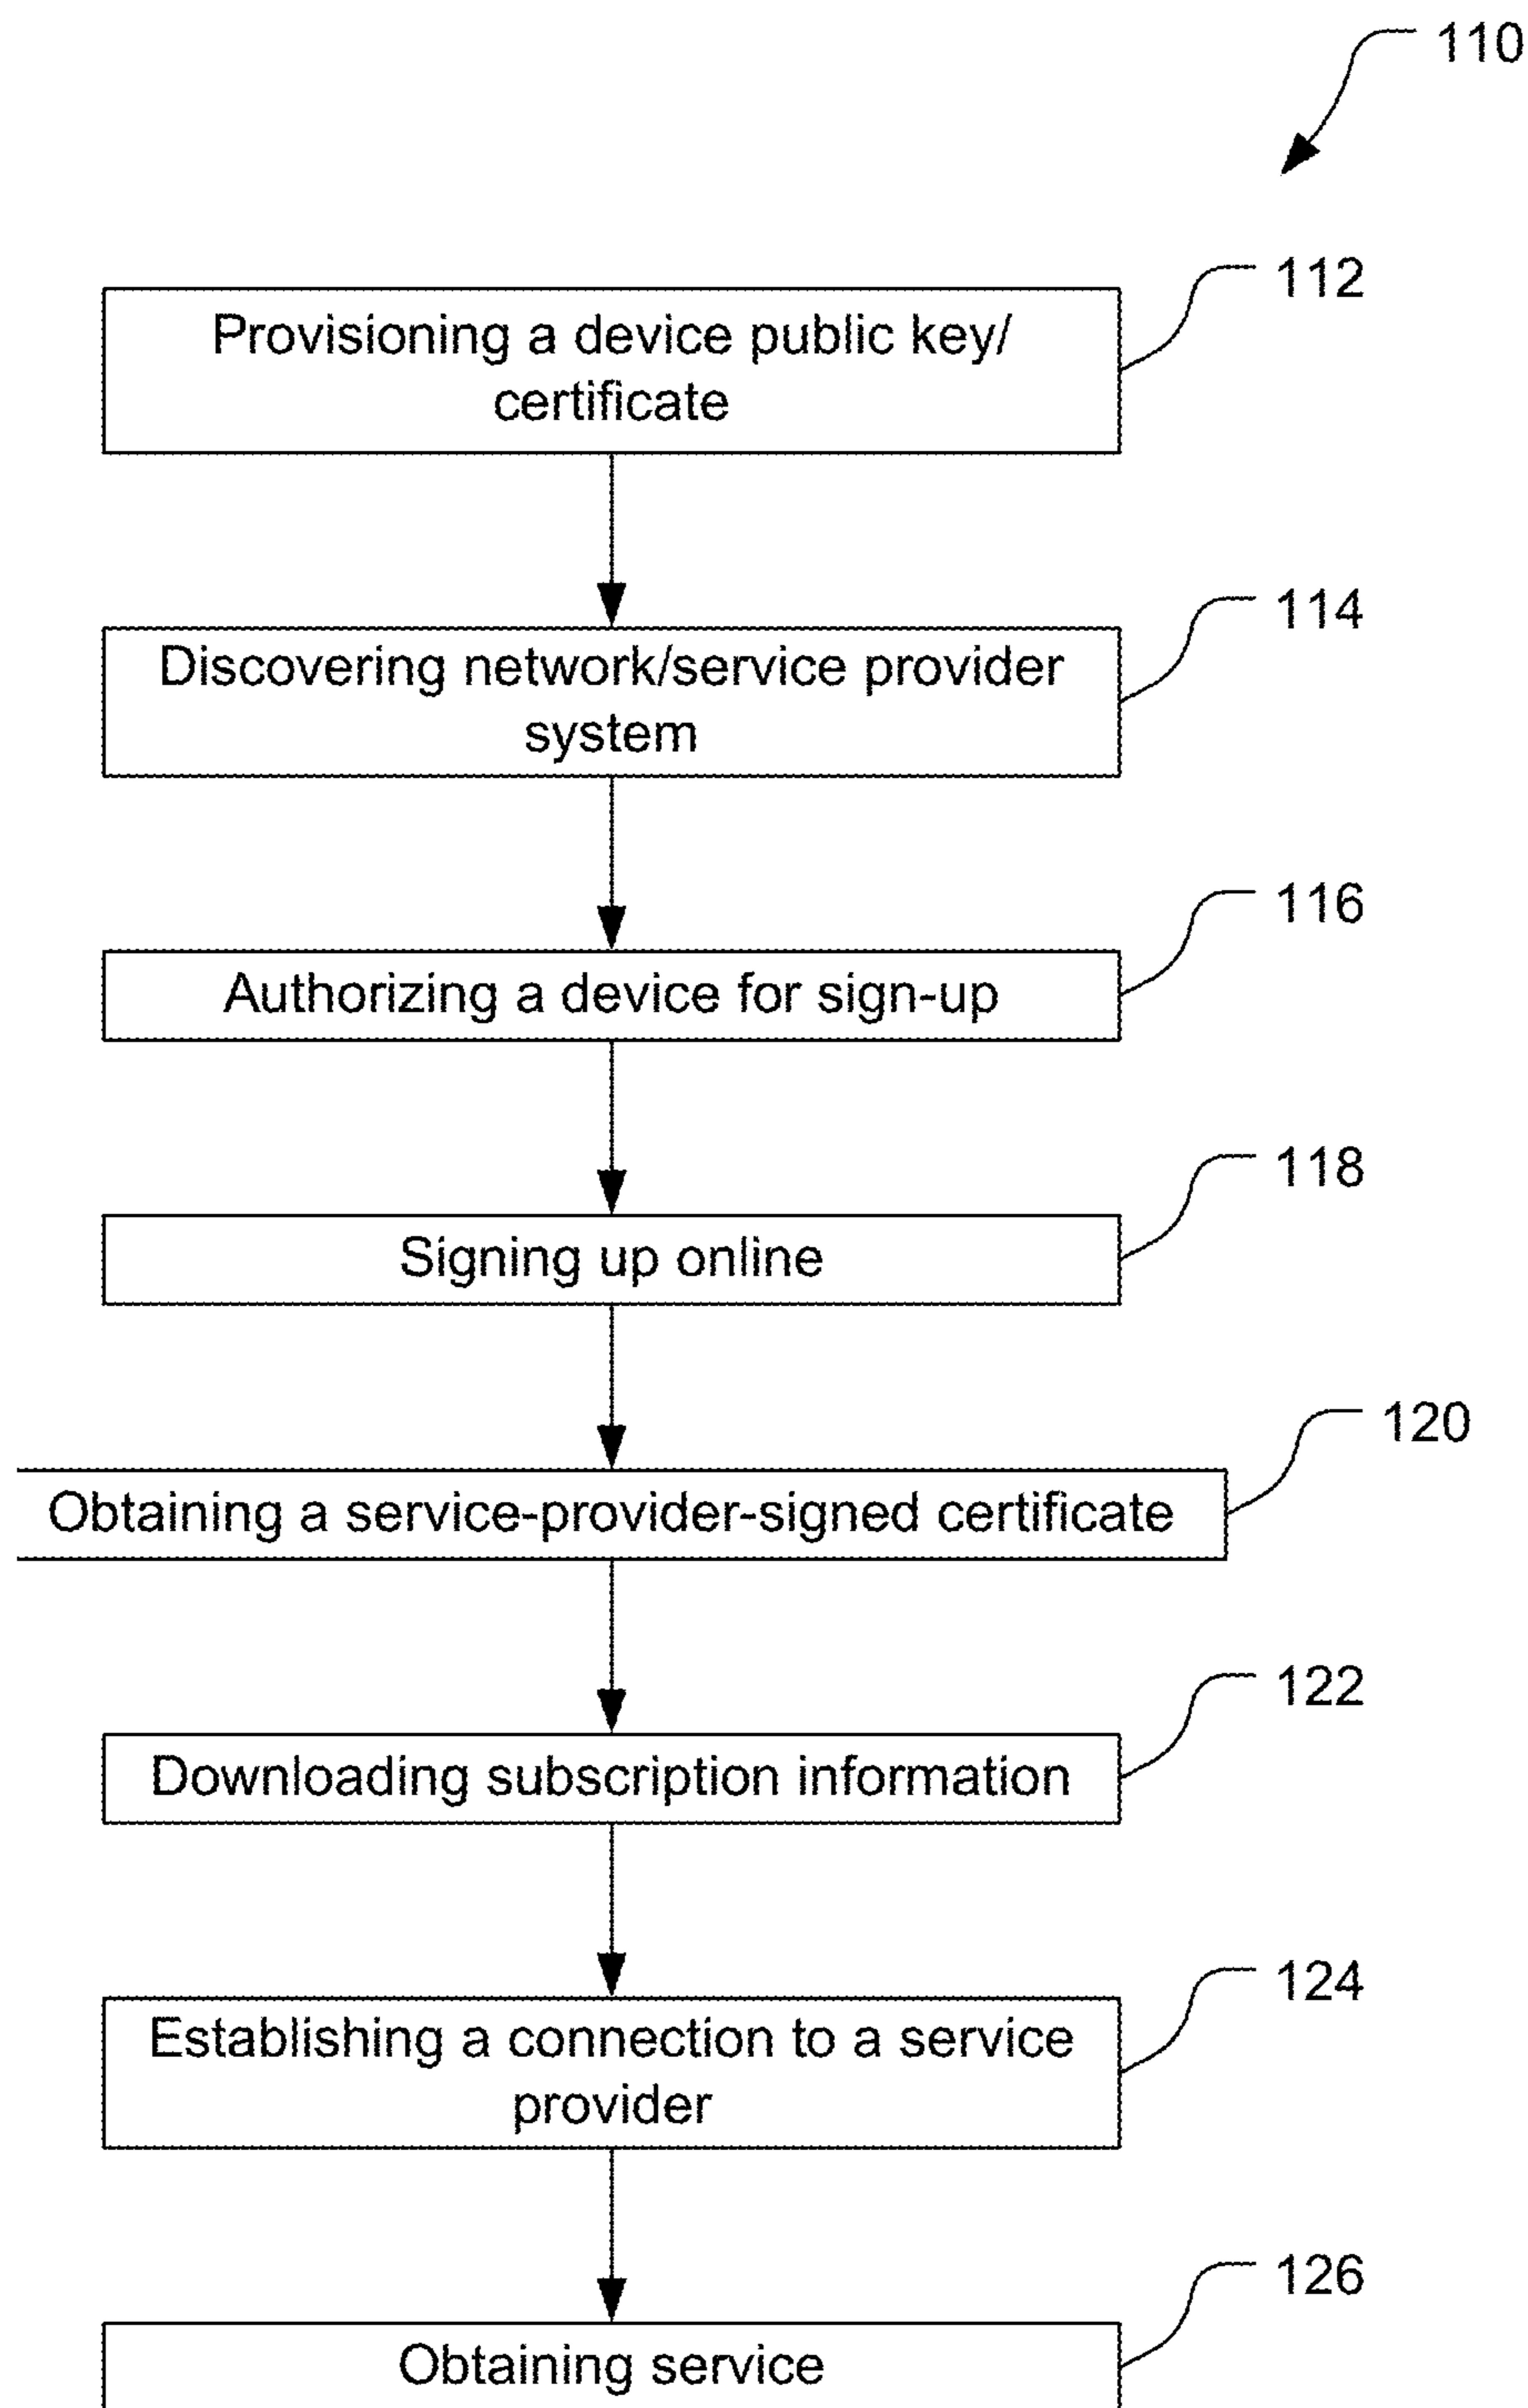 110
112
Provisioning a device public key/
certificate
114
Discovering network/service provider
system
116
Authorizing a device for sign-up
118
Signing up online
120
Obtaining a service-provider-signed certificate
122
Downloading subscription information
124
Establishing a connection to a service
provider
126
Obtaining service